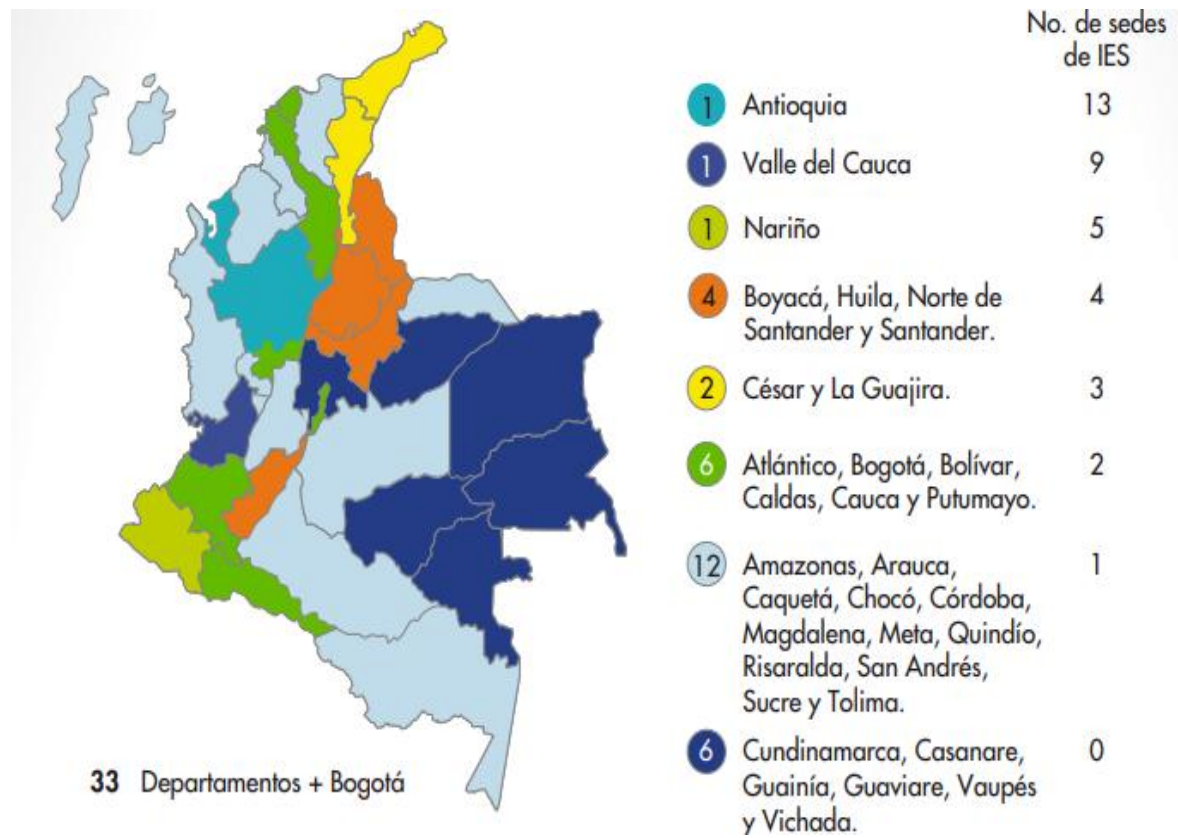 No. de sedes
de IES
1 Antioquia 13
1 Valle del Cauca 9
1 Nariño 5
4 Boyacá, Huila, Norte de 4
Santander y Santander.
2 César y La Guajira. 3
6 Atlántico, Bogotá, Bolívar, 2
Caldas, Cauca y Putumayo.
12 Amazonas, Arauca, 1
Caquetá, Chocó, Córdoba,
Magdalena, Meta, Quindío,
Risaralda, San Andrés,
Sucre y Tolima.
6 Cundinamarca, Casanare, 0
Guainía, Guaviare, Vaupés
y Vichada.
33 Departamentos + Bogotá